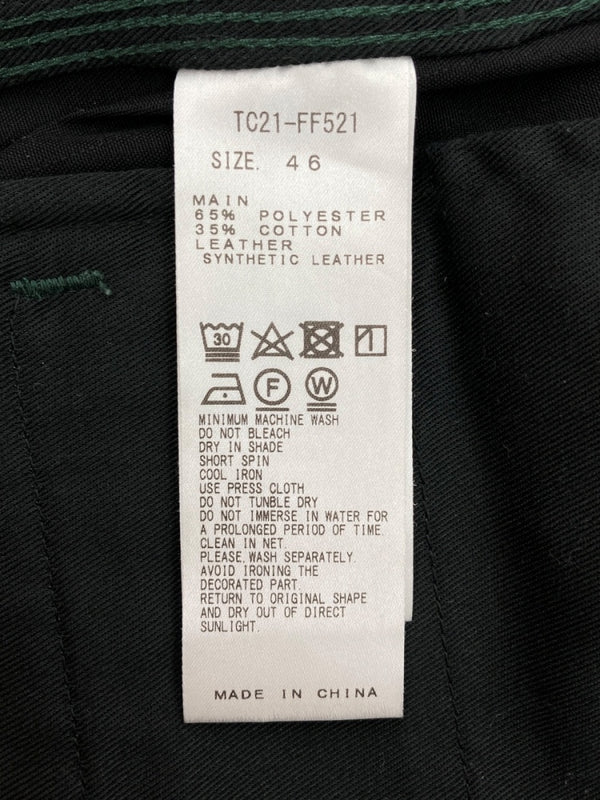 TC21-FF521
SIZE. 46
MAIN
65% POLYESTER
35% COTTON
LEATHER
SYNTHETIC LEATHER
30
F W
MINIMUM MACHINE WASH
DO NOT BLEACH
DRY IN SHADE
SHORT SPIN
COOL IRON
USE PRESS CLOTH
DO NOT TUNBLE DRY
DO NOT IMMERSE IN WATER FOR
A PROLONGED PERIOD OF TIME.
CLEAN IN NET.
PLEASE.WASH SEPARATELY.
AVOID IRONING THE
DECORATED PART.
RETURN TO ORIGINAL SHAPE
AND DRY OUT OF DIRECT
SUNLIGHT.
MADE IN CHINA